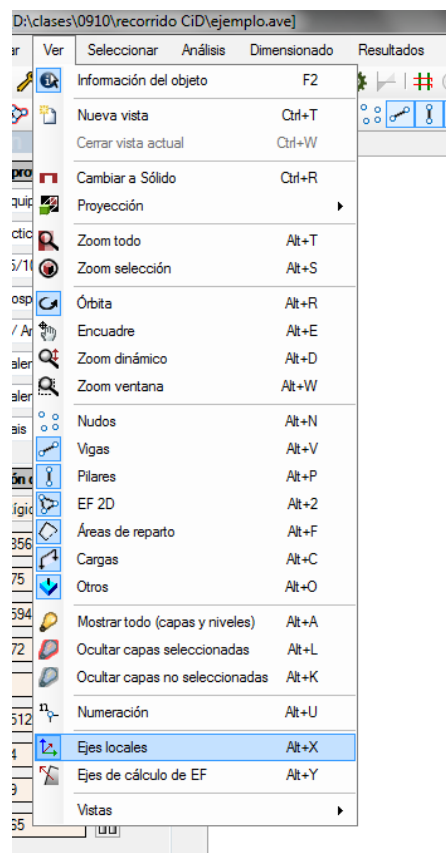 D:\clases\0910\recorrido CiD\ejemplo.ave]
Ver Seleccionar Análisis Dimensionado Resultados
Información del objeto F2
Nueva vista Ctrl+T
Cerrar vista actual Ctrl+W
Cambiar a Sólido Ctrl+R
Proyección
Zoom todo Alt+T
Zoom selección Alt+S
Órbita Alt+R
Encuadre Alt+E
Zoom dinámico Alt+D
Zoom ventana Alt+W
Nudos Alt+N
Vigas Alt+V
Pilares Alt+P
EF 2D Alt+2
Áreas de reparto Alt+F
Cargas Alt+C
Otros Alt+O
Mostrar todo (capas y niveles) Alt+A
Ocultar capas seleccionadas Alt+L
Ocultar capas no seleccionadas Alt+K
Numeración Alt+U
Ejes locales Alt+X
Ejes de cálculo de EF Alt+Y
Vistas